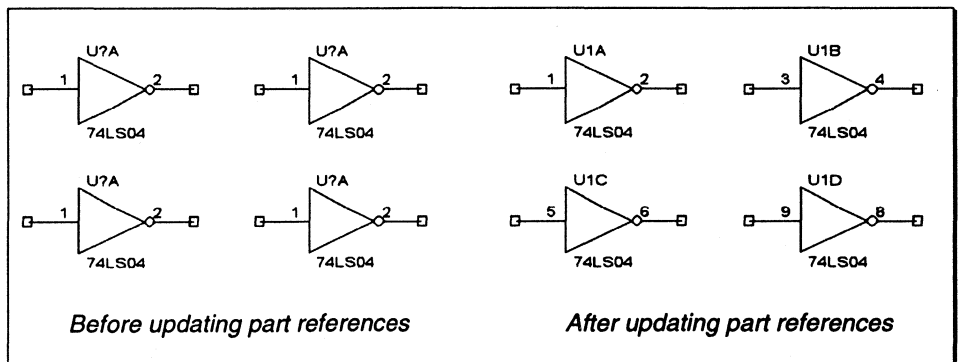 U?A U?A U1A U1B
1 2 1 2 1 2 3 4
74LS04 74LS04 74LS04 74LS04
U?A U?A U1C U1D
1 2 1 2 5 6 9 8
74LS04 74LS04 74LS04 74LS04
Before updating part references After updating part references